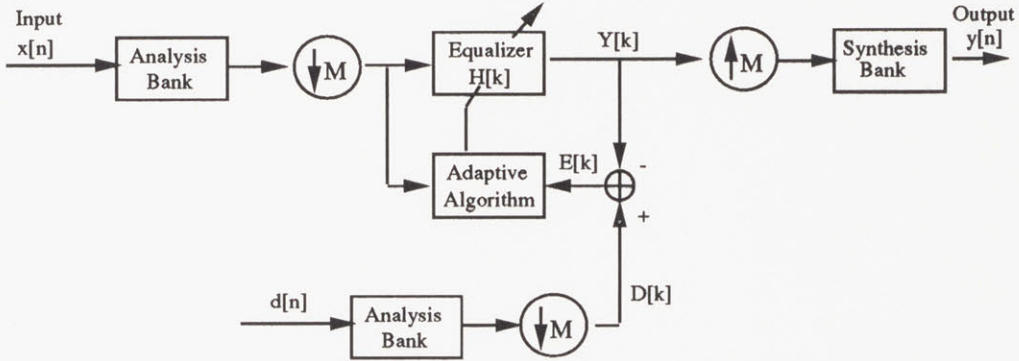 Input
x[n]
Analysis
Bank
↓M
Equalizer
H[k]
Y[k]
↑M
Synthesis
Bank
Output
y[n]
Adaptive
Algorithm
E[k]
-
+
D[k]
d[n]
Analysis
Bank
↓M